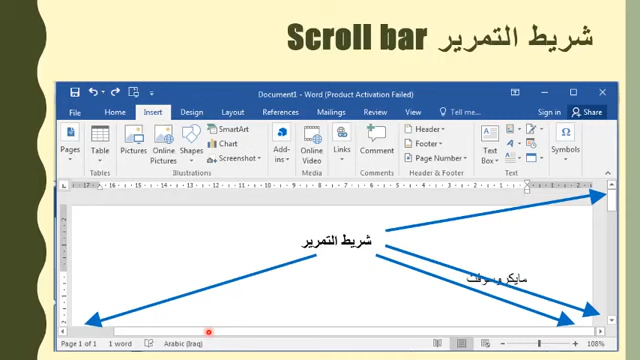 شريط التمرير Scroll bar
Document1 - Word (Product Activation Failed)
File Home Insert Design Layout References Mailings Review View Tell me... Sign in Share
Pages
Table
Pictures
Online Pictures
Shapes
SmartArt
Chart
Screenshot
Add-ins
Online Video
Links
Comment
Header
Footer
Page Number
Text Box
Symbols
Tables Illustrations Media Comments Header & Footer Text
شريط التمرير
مايكروسوفت
Page 1 of 1 1 word Arabic (Iraq) 108%